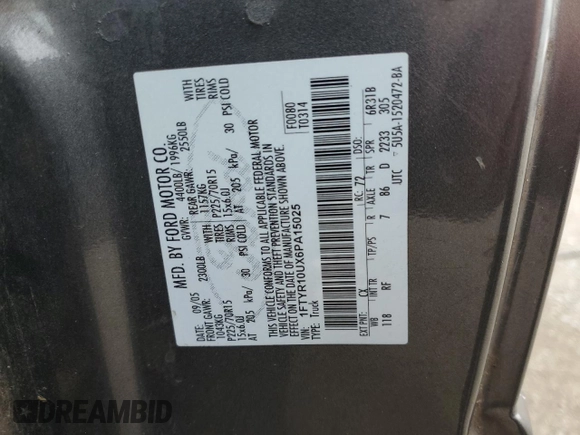 MFD. BY FORD MOTOR CO.
DATE: 09/05 GVWR: 4400LB/ 1996KG
FRONT GAWR: 2300LB REAR GAWR: 2550LB
1043KG 1157KG WITH
P225/70R15 WITH TIRES P225/70R15 TIRES
15x6.0J RIMS 15x6.0J RIMS
AT 205 kPa/ 30 PSI COLD AT 205 kPa/ 30 PSI COLD
THIS VEHICLE CONFORMS TO ALL APPLICABLE FEDERAL MOTOR
VEHICLE SAFETY AND THEFT PREVENTION STANDARDS IN
EFFECT ON THE DATE OF MANUFACTURE SHOWN ABOVE.
VIN: 1FTYR10UX6PA15025 F0080
TYPE: Truck T0314
EXT PNT: CX RC: 72 DSO:
WB INT TR TP/PS R AXLE TR SPR 6R31B
118 RF 7 86 D 2233 305
UTC 5U5A-1520472-BA
DREAMBID